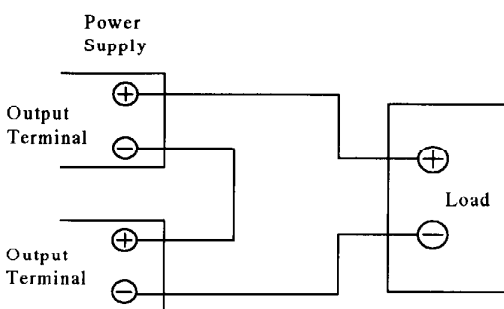 Power
Supply
Output
Terminal
+
−
Load
+
−
Output
Terminal
+
−